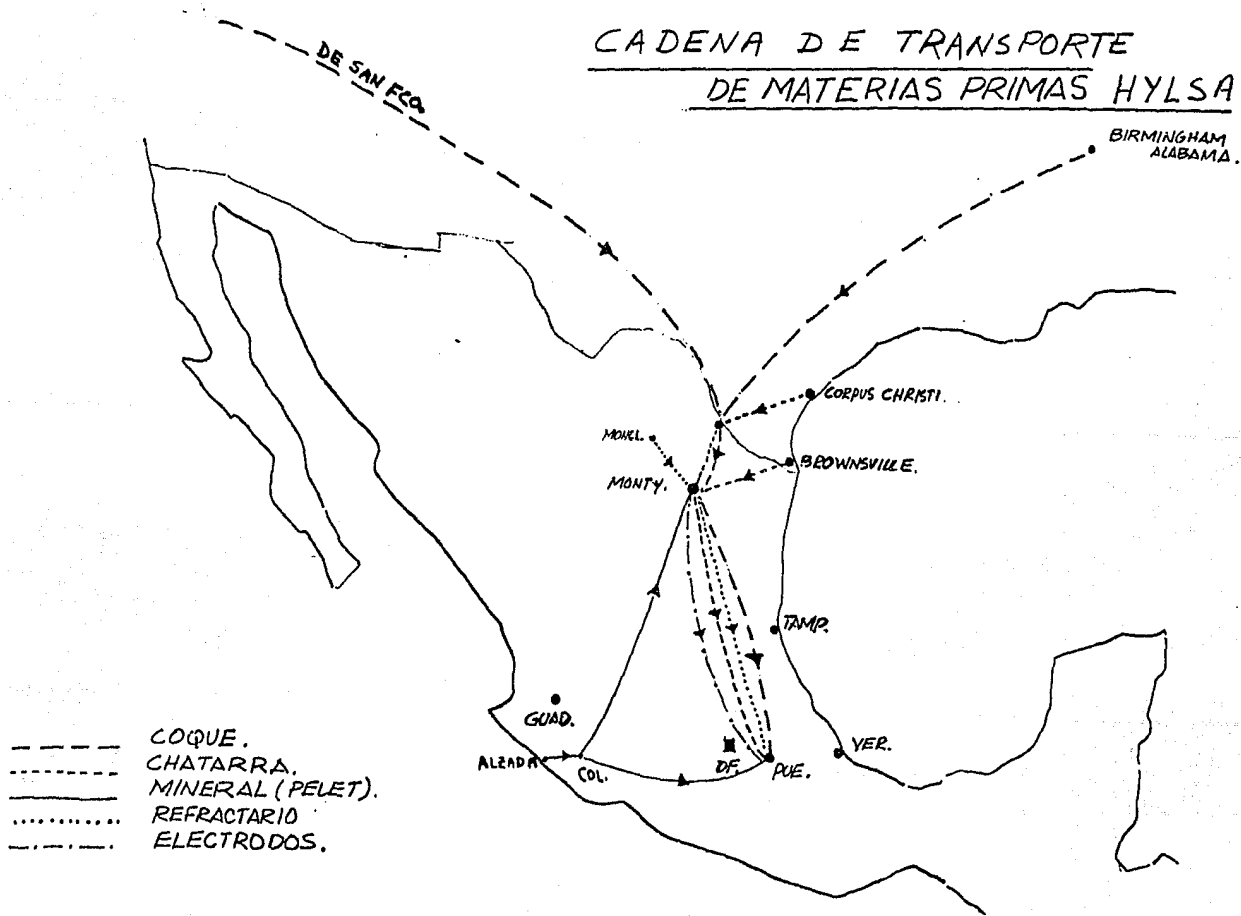 CADENA DE TRANSPORTE
DE MATERIAS PRIMAS HYLSA
DE SAN FCO.
BIRMINGHAM
ALABAMA.
CORPUS CHRISTI.
MONCL.
BROWNSVILLE.
MONTY.
TAMP.
GUAD.
ALZADA
COL.
DF.
PUE.
VER.
COQUE.
CHATARRA.
MINERAL (PELET).
REFRACTARIO
ELECTRODOS.